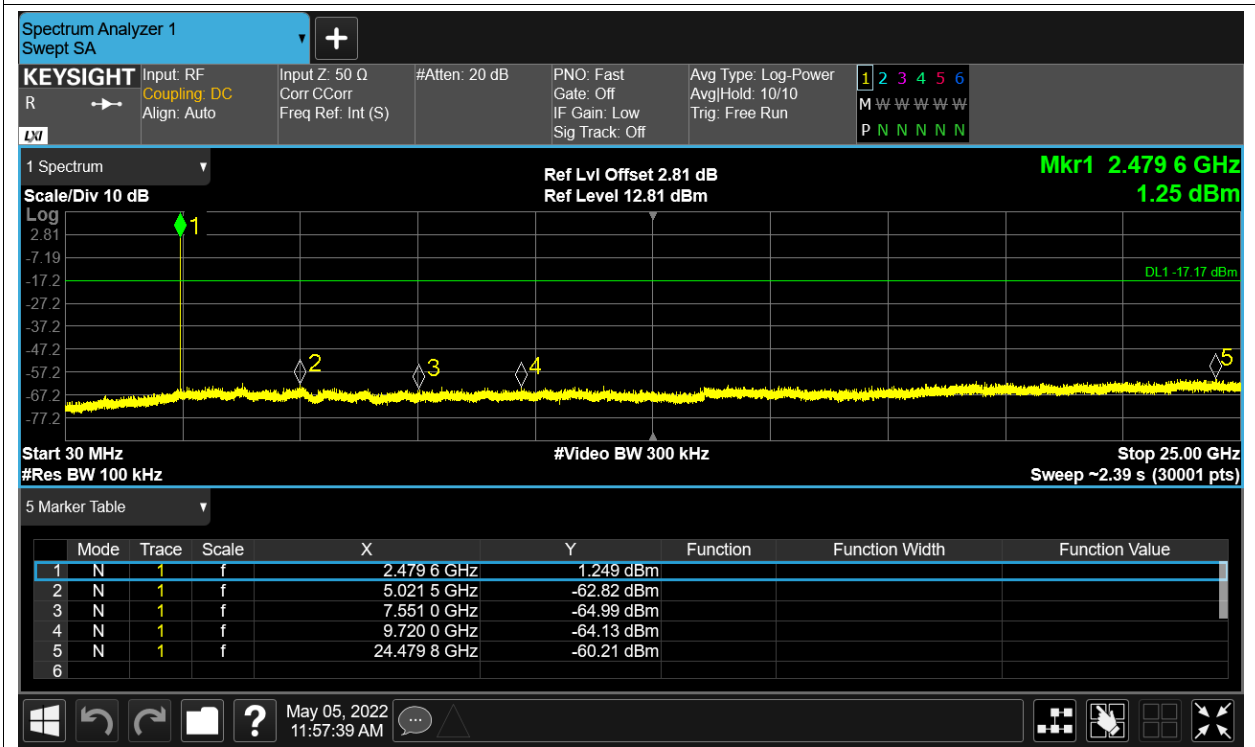 Spectrum Analyzer 1
Swept SA
KEYSIGHT Input: RF Input Z: 50 Ω #Atten: 20 dB PNO: Fast Avg Type: Log-Power 1 2 3 4 5 6
R Coupling: DC Corr CCorr Gate: Off Avg|Hold: 10/10 M W W W W W
Align: Auto Freq Ref: Int (S) IF Gain: Low Trig: Free Run
LXI Sig Track: Off P N N N N N
1 Spectrum Ref Lvl Offset 2.81 dB Mkr1 2.479 6 GHz
Scale/Div 10 dB Ref Level 12.81 dBm 1.25 dBm
Log
1
2.81
-7.19
DL1 -17.17 dBm
-17.2
-27.2
-37.2
-47.2
2 3 4 5
-57.2
-67.2
-77.2
Start 30 MHz #Video BW 300 kHz Stop 25.00 GHz
#Res BW 100 kHz Sweep ~2.39 s (30001 pts)
5 Marker Table
Mode Trace Scale X Y Function Function Width Function Value
1 N 1 f 2.479 6 GHz 1.249 dBm
2 N 1 f 5.021 5 GHz -62.82 dBm
3 N 1 f 7.551 0 GHz -64.99 dBm
4 N 1 f 9.720 0 GHz -64.13 dBm
5 N 1 f 24.479 8 GHz -60.21 dBm
6
? May 05, 2022
11:57:39 AM